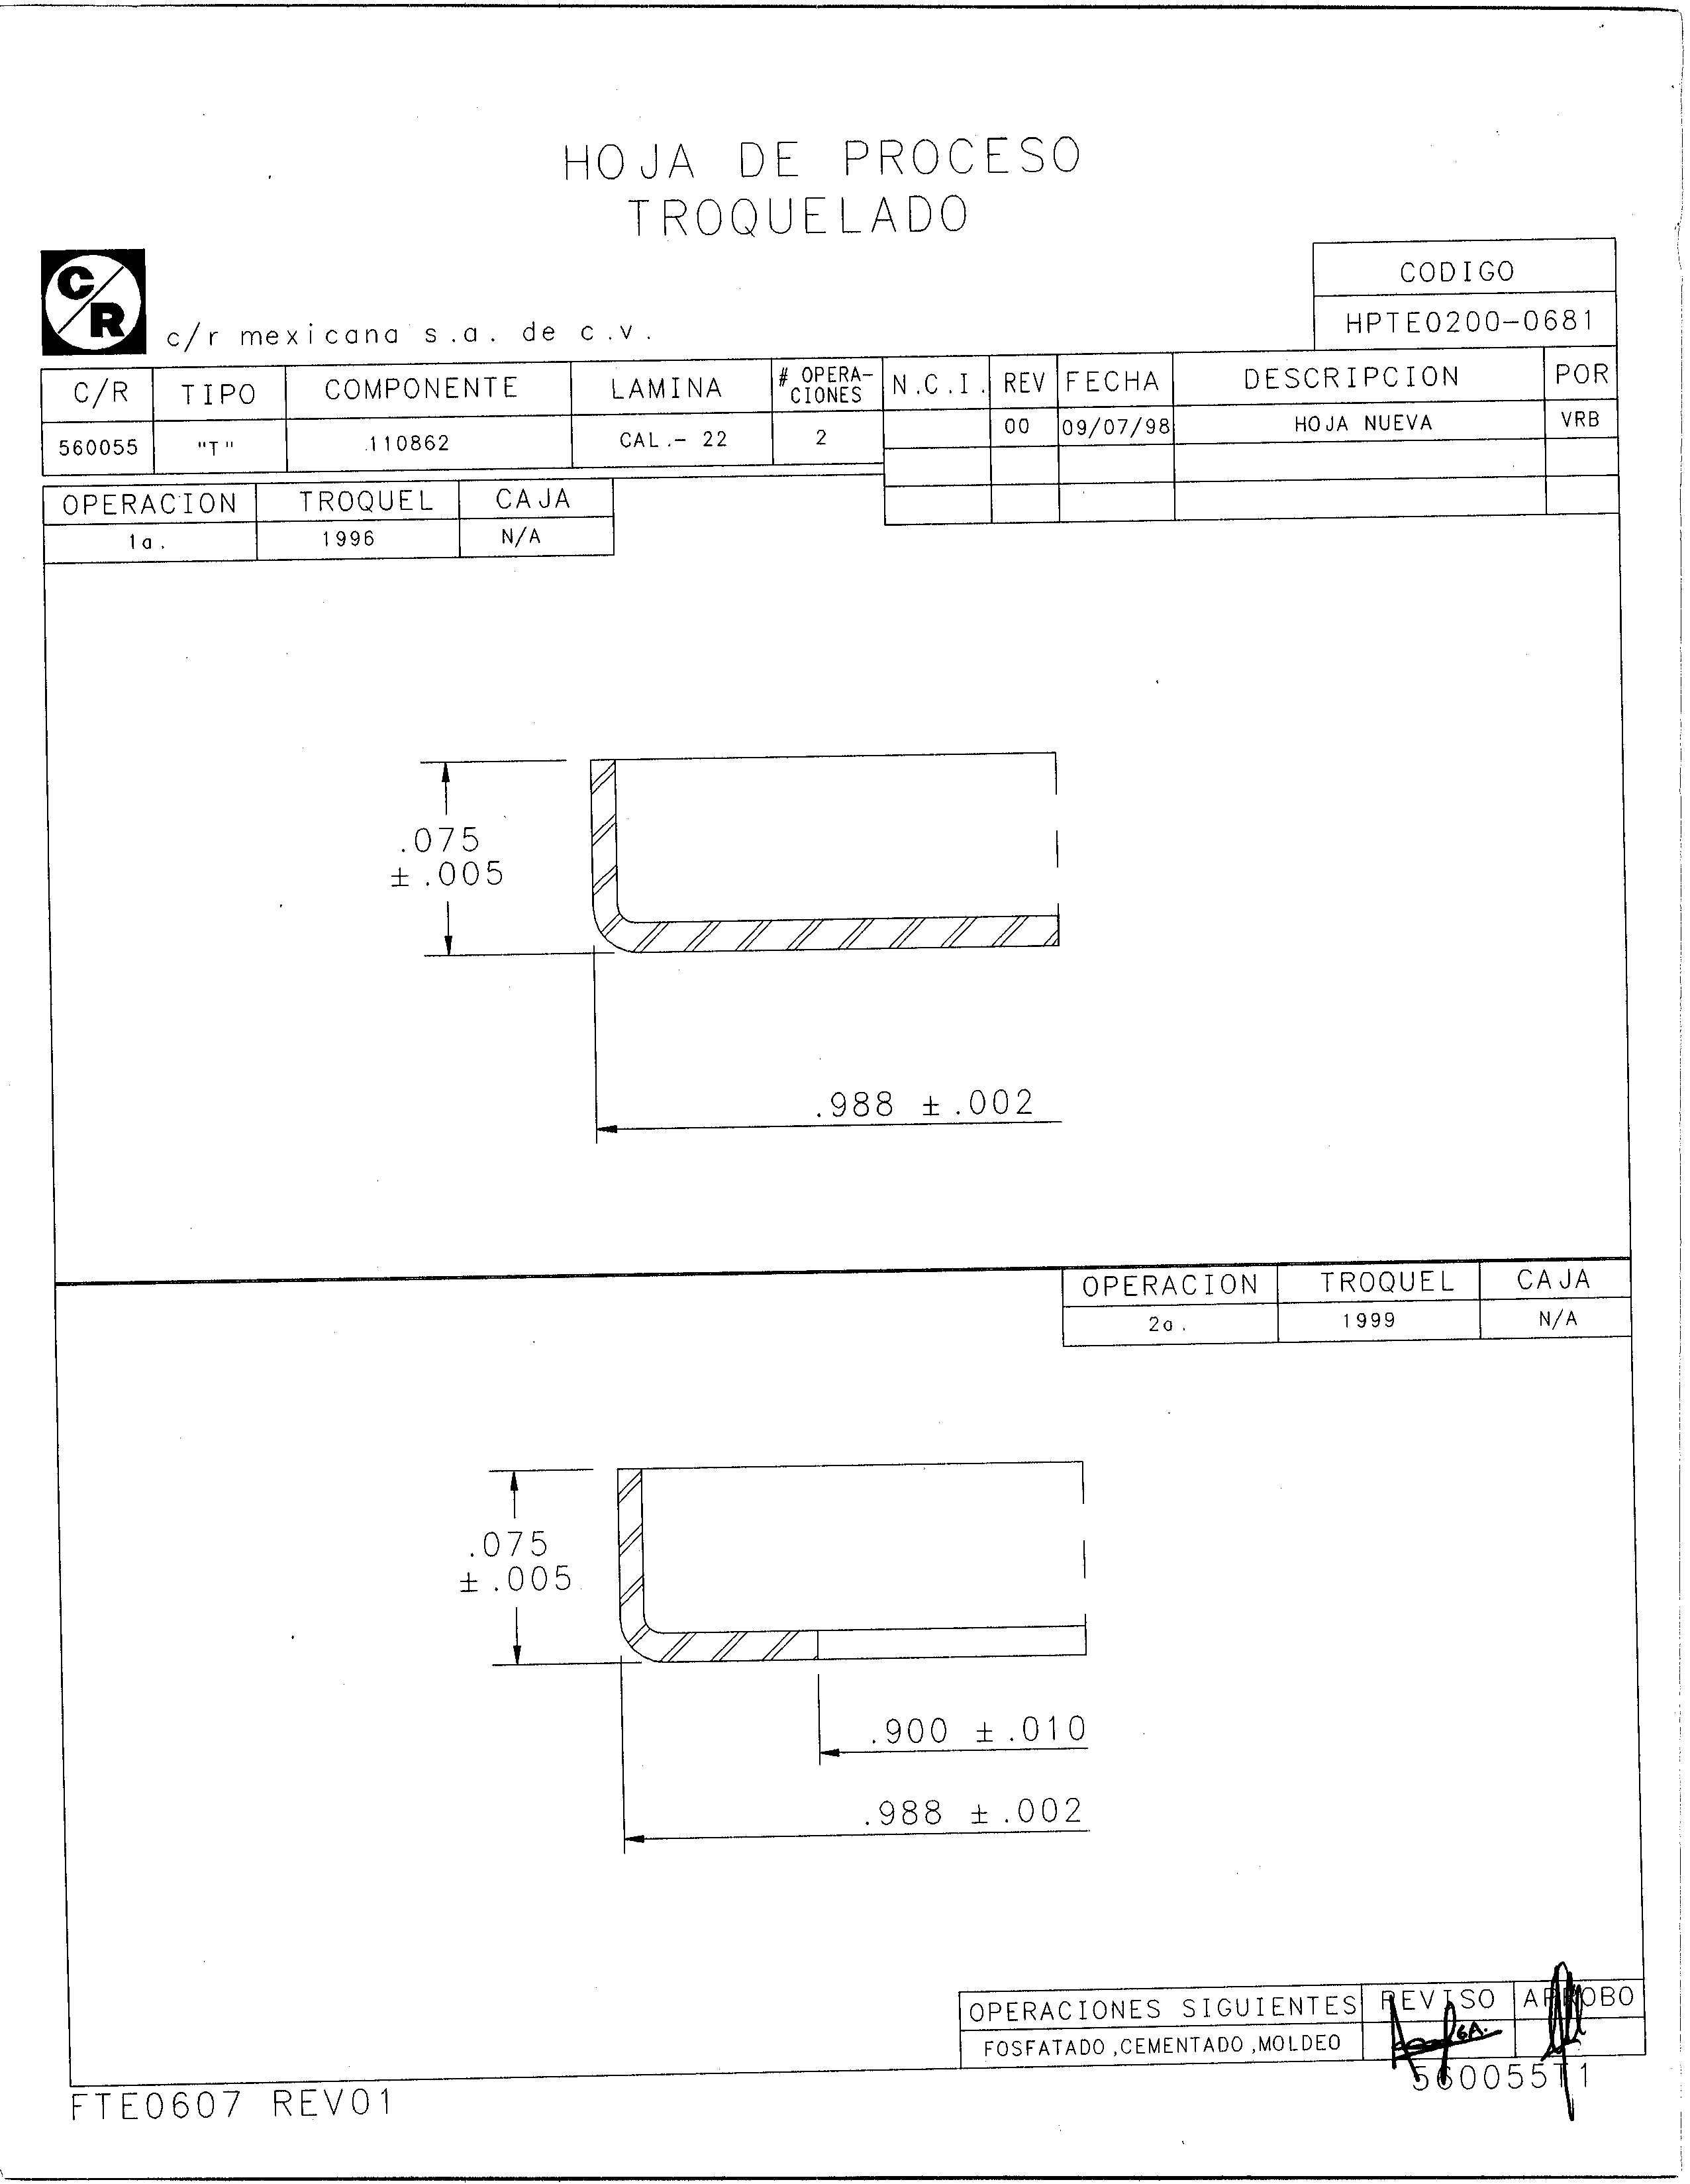 HOJA DE PROCESO
TROQUELADO
C/R
c/r mexicana s.a. de c.v.
CODIGO
HPTE0200-0681
C/R TIPO COMPONENTE LAMINA # OPERA-CIONES N.C.I. REV FECHA DESCRIPCION POR
560055 "T" 110862 CAL.- 22 2 00 09/07/98 HOJA NUEVA VRB
OPERACION TROQUEL CAJA
1a. 1996 N/A
.075
±.005
.988 ±.002
OPERACION TROQUEL CAJA
2a. 1999 N/A
.075
±.005
.900 ±.010
.988 ±.002
OPERACIONES SIGUIENTES REVISO APROBO
FOSFATADO,CEMENTADO,MOLDEO
560055T1
FTE0607 REV01